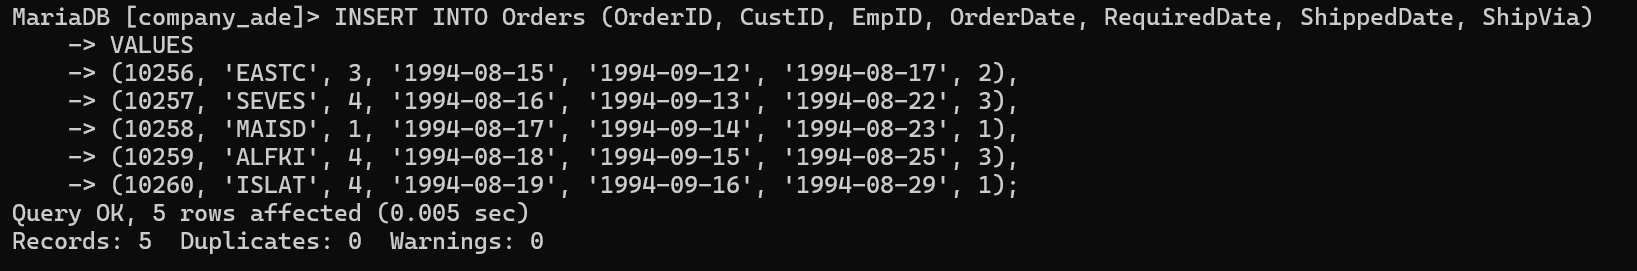 MariaDB [company_ade]> INSERT INTO Orders (OrderID, CustID, EmpID, OrderDate, RequiredDate, ShippedDate, ShipVia)
    -> VALUES
    -> (10256, 'EASTC', 3, '1994-08-15', '1994-09-12', '1994-08-17', 2),
    -> (10257, 'SEVES', 4, '1994-08-16', '1994-09-13', '1994-08-22', 3),
    -> (10258, 'MAISD', 1, '1994-08-17', '1994-09-14', '1994-08-23', 1),
    -> (10259, 'ALFKI', 4, '1994-08-18', '1994-09-15', '1994-08-25', 3),
    -> (10260, 'ISLAT', 4, '1994-08-19', '1994-09-16', '1994-08-29', 1);
Query OK, 5 rows affected (0.005 sec)
Records: 5  Duplicates: 0  Warnings: 0